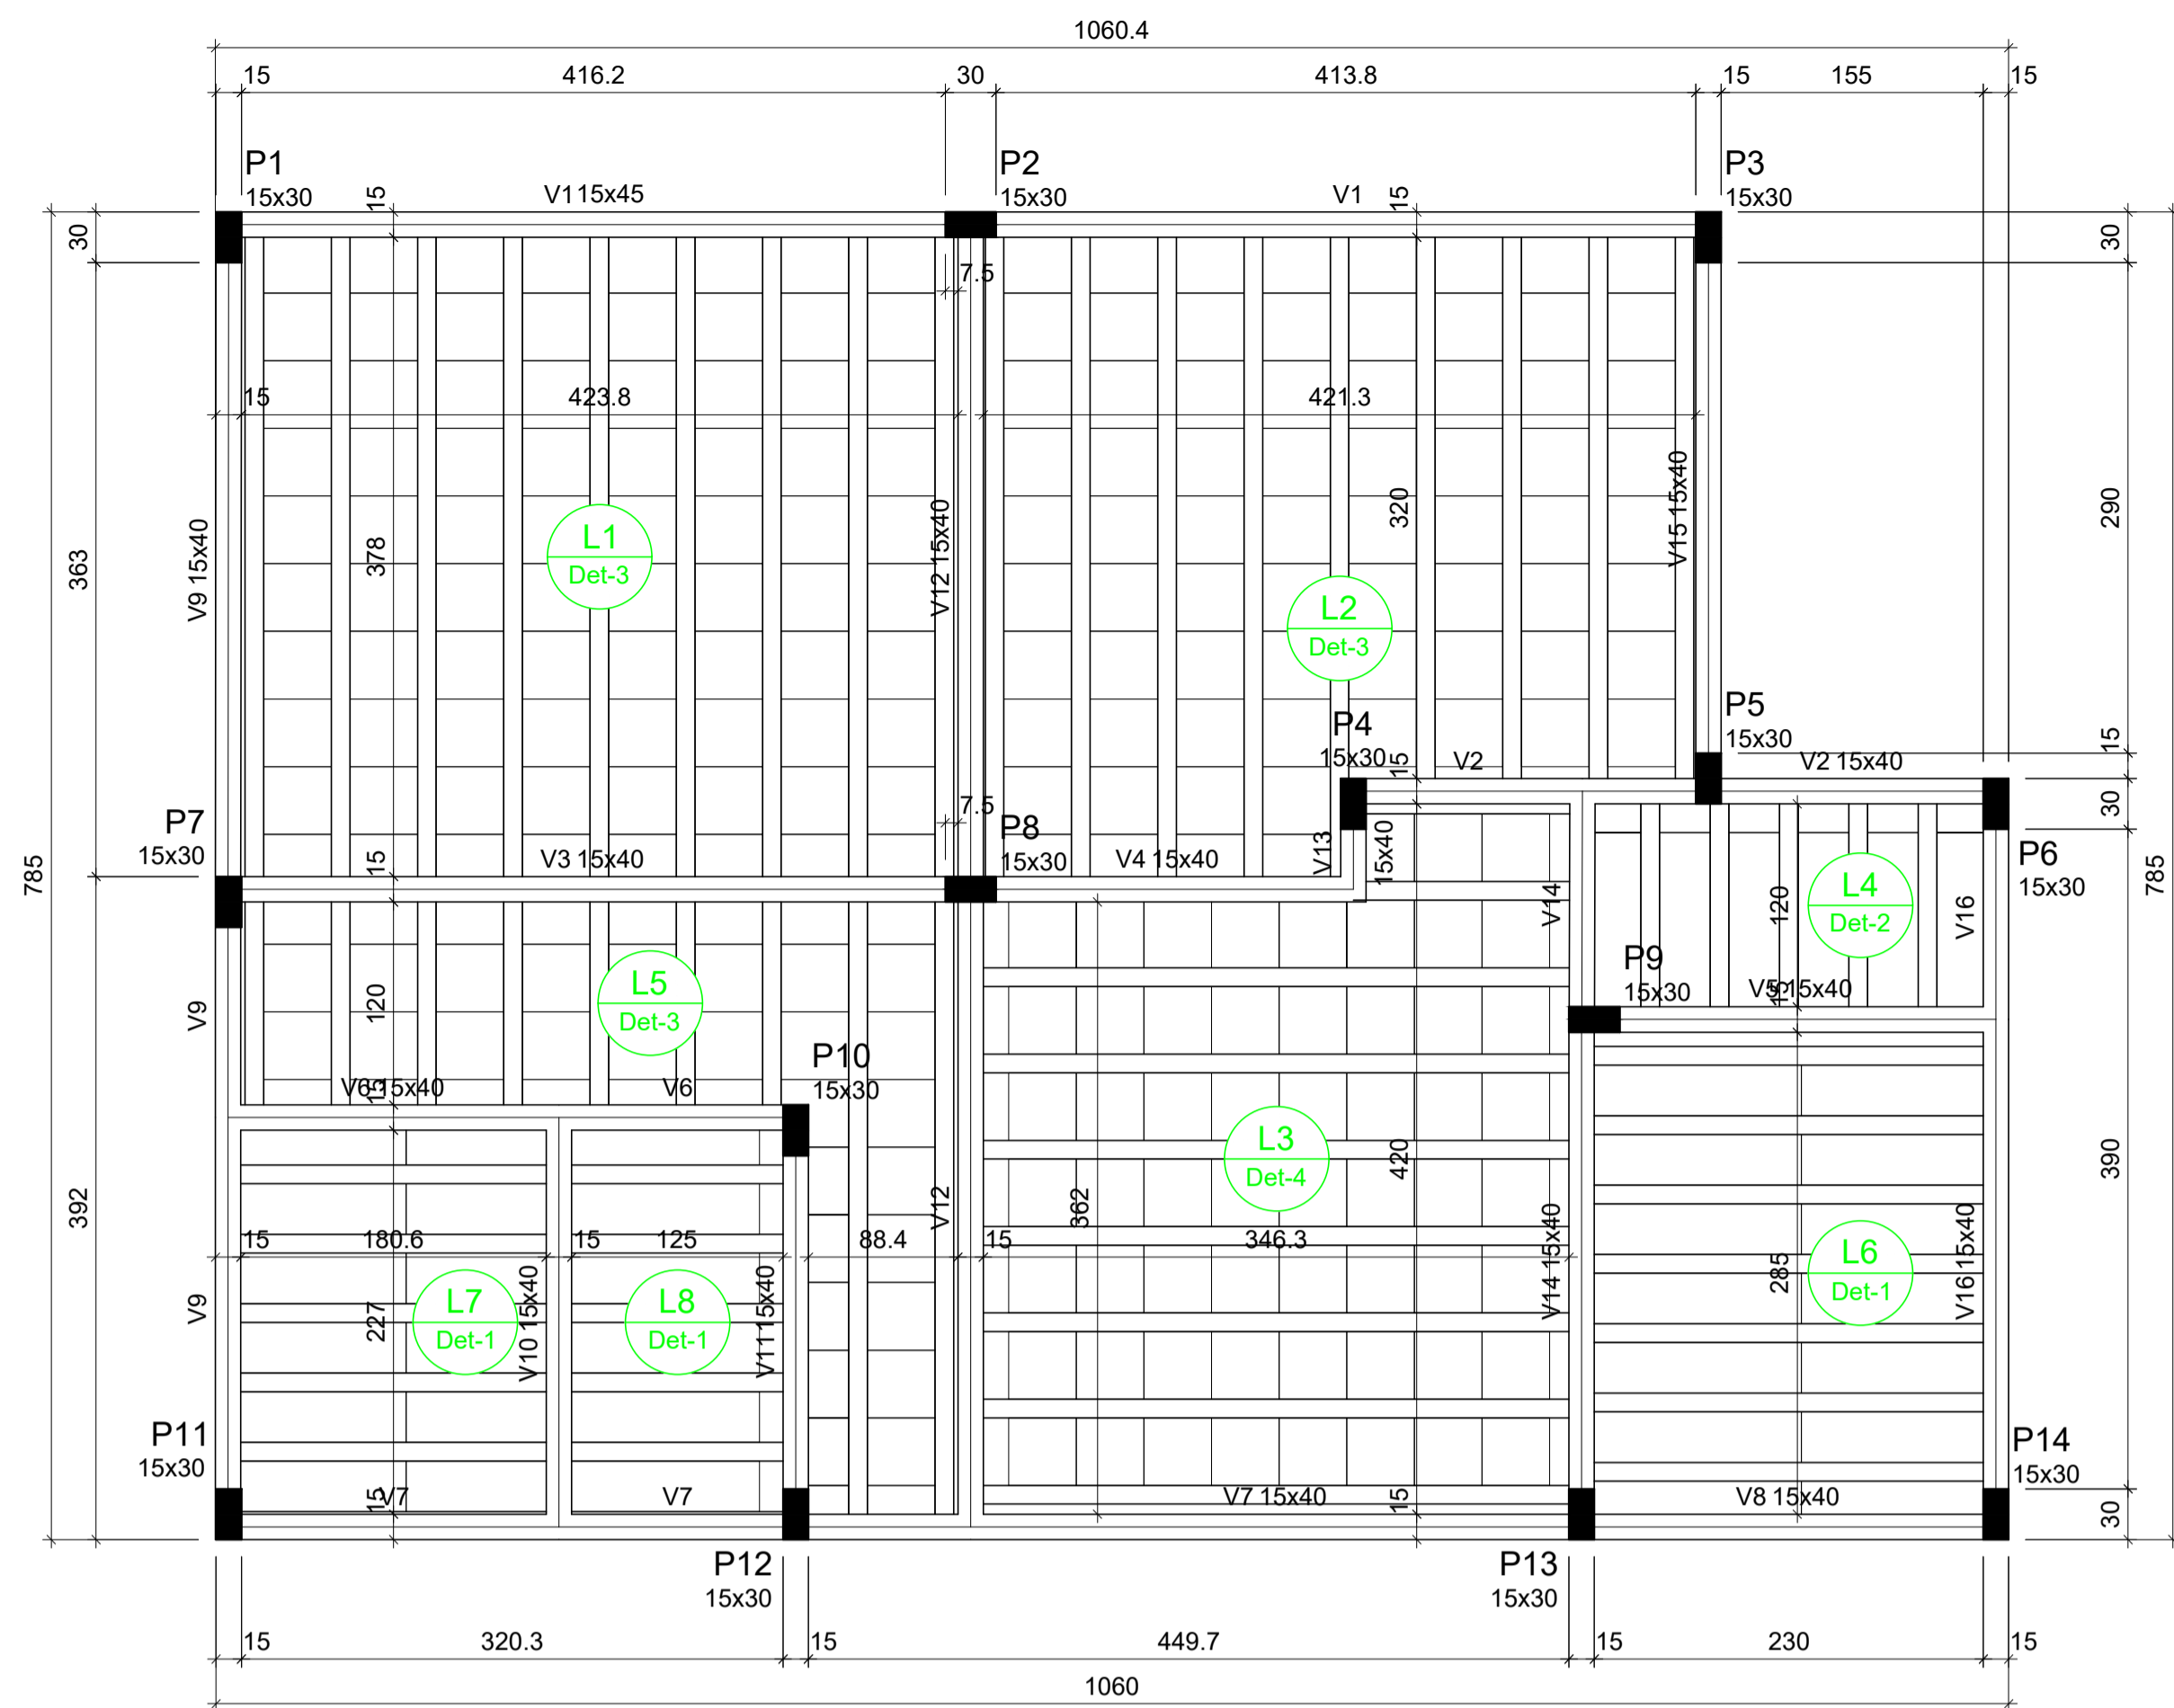 1060.4
15 416.2 30 413.8 15 155 15
P1
15x30
15
V1 15x45
P2
15x30
V1
15
P3
15x30
30
30
7.5
15 423.8
421.3
V9 15x40
363
378
L1
Det-3
V12 15x40
320
V15 15x40
290
L2
Det-3
P4
15x30
15
V2
P5
15x30
15
V2 15x40
30
7.5
P7
15x30
15
V3 15x40
P8
15x30
V4 15x40
V13
15x40
V14
P6
15x30
785
785
L4
Det-2
120
V16
P9
15x30
V5 15x40
15
L5
Det-3
120
V9
P10
15x30
V6 15x40
15
V6
L3
Det-4
420
362
390
392
V12
15 180.6 15 125 88.4 15 346.3
V14 15x40
285
L6
Det-1
V16 15x40
V9
227
L7
Det-1
V10 15x40
L8
Det-1
V11 15x40
P11
15x30
P14
15x30
15
V7
V7
V7 15x40
15
V8 15x40
30
P12
15x30
P13
15x30
15 320.3 15 449.7 15 230 15
1060